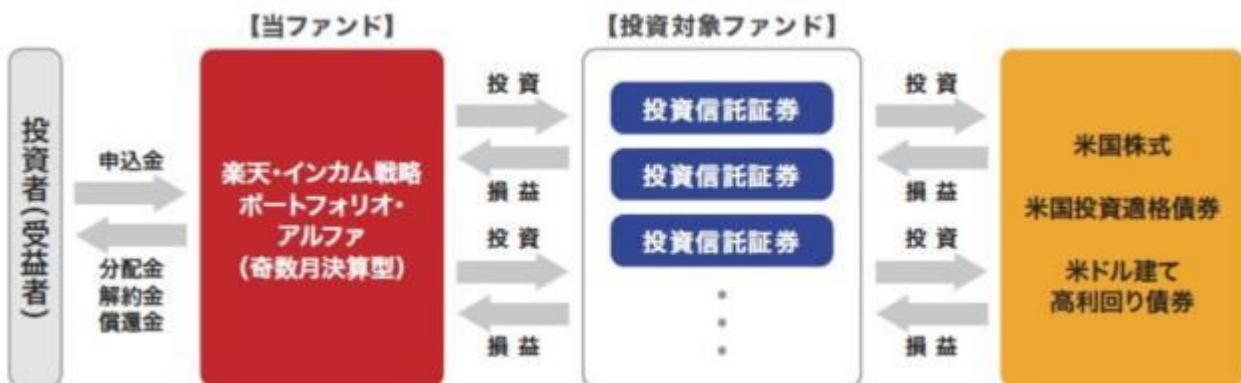 【当ファンド】
【投資対象ファンド】
投資者(受益者)
申込金
分配金
解約金
償還金
楽天・インカム戦略
ポートフォリオ・
アルファ
(奇数月決算型)
投資
損益
投資
損益
投資信託証券
投資信託証券
投資信託証券
投資
損益
投資
損益
米国株式
米国投資適格債券
米ドル建て
高利回り債券